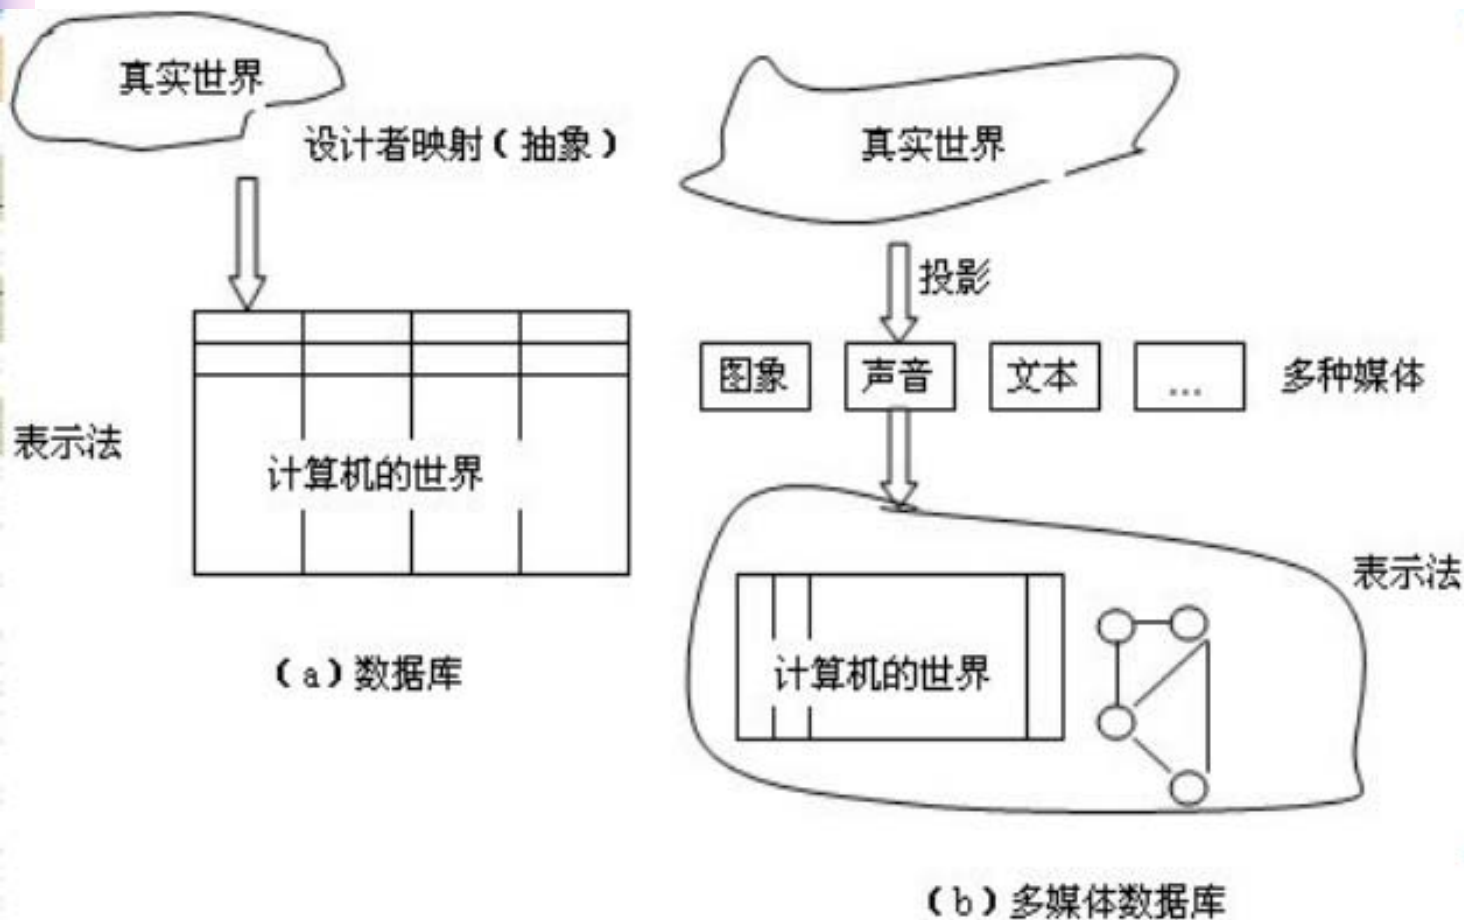 真实世界
设计者映射(抽象)
表示法
计算机的世界
(a)数据库
真实世界
投影
图象
声音
文本
...
多种媒体
表示法
计算机的世界
(b)多媒体数据库